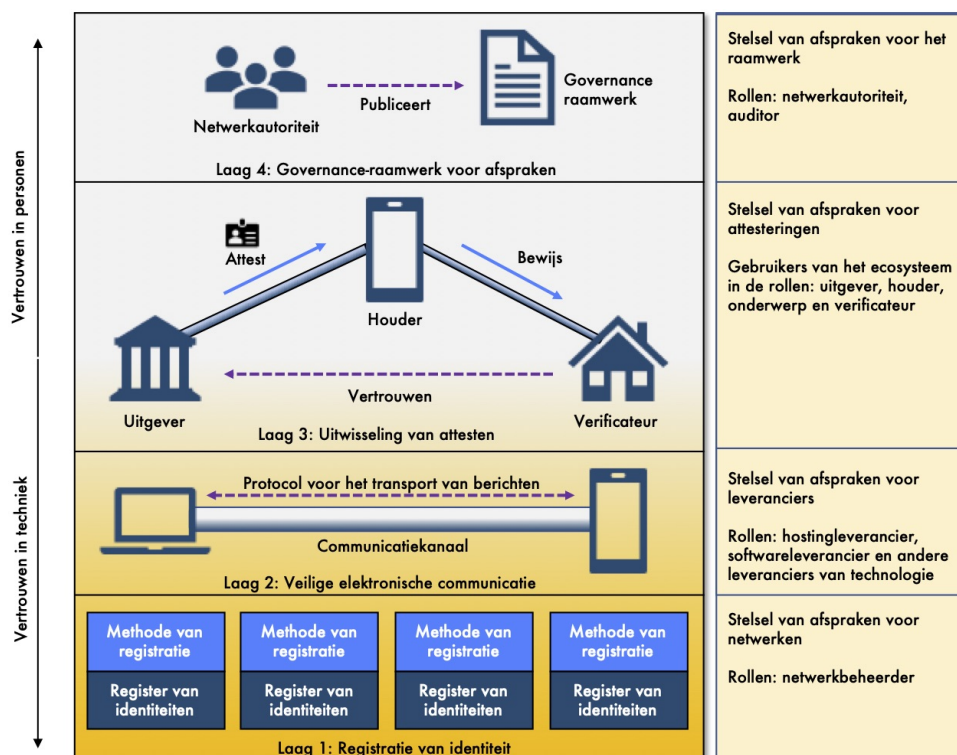 Vertrouwen in personen
Vertrouwen in techniek
Netwerkautoriteit
Publiceert
Governance
raamwerk
Laag 4: Governance-raamwerk voor afspraken
Stelsel van afspraken voor het
raamwerk
Rollen: netwerkautoriteit,
auditor
Attest
Houder
Bewijs
Uitgever
Vertrouwen
Verificateur
Laag 3: Uitwisseling van attesten
Stelsel van afspraken voor
attesteringen
Gebruikers van het ecosysteem
in de rollen: uitgever, houder,
onderwerp en verificateur
Protocol voor het transport van berichten
Communicatiekanaal
Laag 2: Veilige elektronische communicatie
Stelsel van afspraken voor
leveranciers
Rollen: hostingleverancier,
softwareleverancier en andere
leveranciers van technologie
Methode van
registratie
Register van
identiteiten
Methode van
registratie
Register van
identiteiten
Methode van
registratie
Register van
identiteiten
Methode van
registratie
Register van
identiteiten
Laag 1: Registratie van identiteit
Stelsel van afspraken voor
netwerken
Rollen: netwerkbeheerder